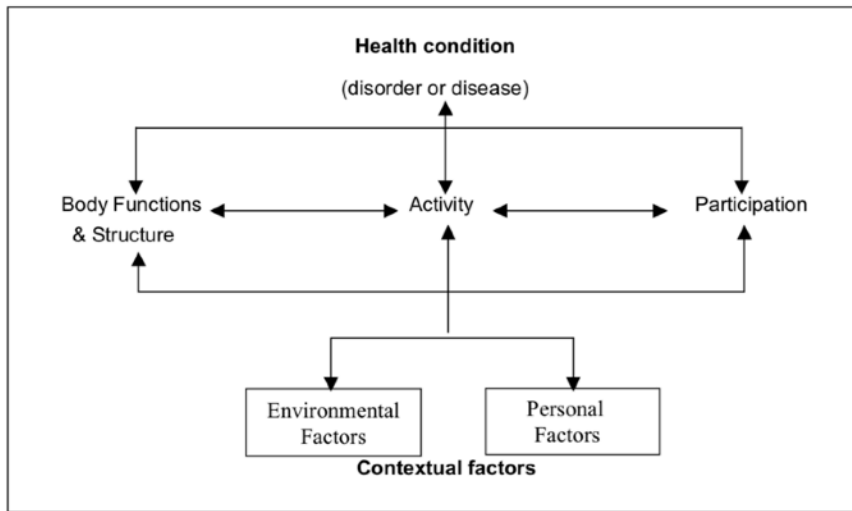 Health condition
(disorder or disease)
Body Functions
& Structure
Activity
Participation
Environmental
Factors
Personal
Factors
Contextual factors